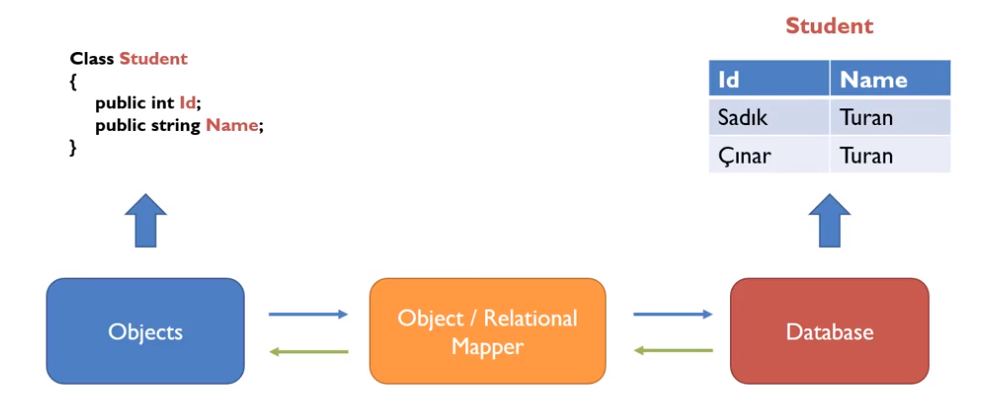 Class Student
{
public int Id;
public string Name;
}
Student
Id Name
Sadık Turan
Çınar Turan
Objects
Object / Relational
Mapper
Database